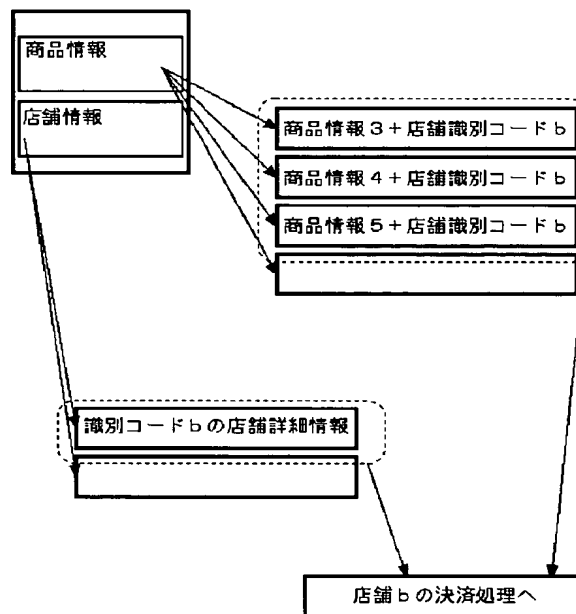 商品情報
店舗情報
商品情報3+店舗識別コードb
商品情報4+店舗識別コードb
商品情報5+店舗識別コードb
識別コードbの店舗詳細情報
店舗bの決済処理へ